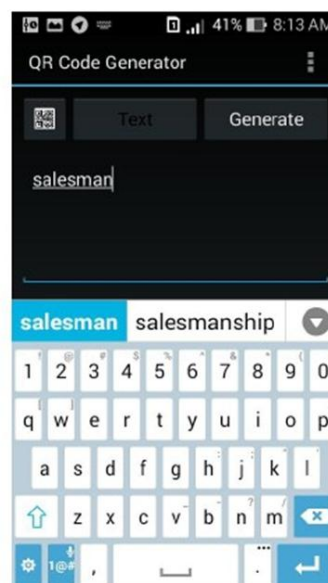 1 41% 8:13 AM
QR Code Generator
Text Generate
salesman
salesman salesmanship
1 2 3 4 5 6 7 8 9 0
q w e r t y u i o p
a s d f g h j k l
z x c v b n m
1@# , .